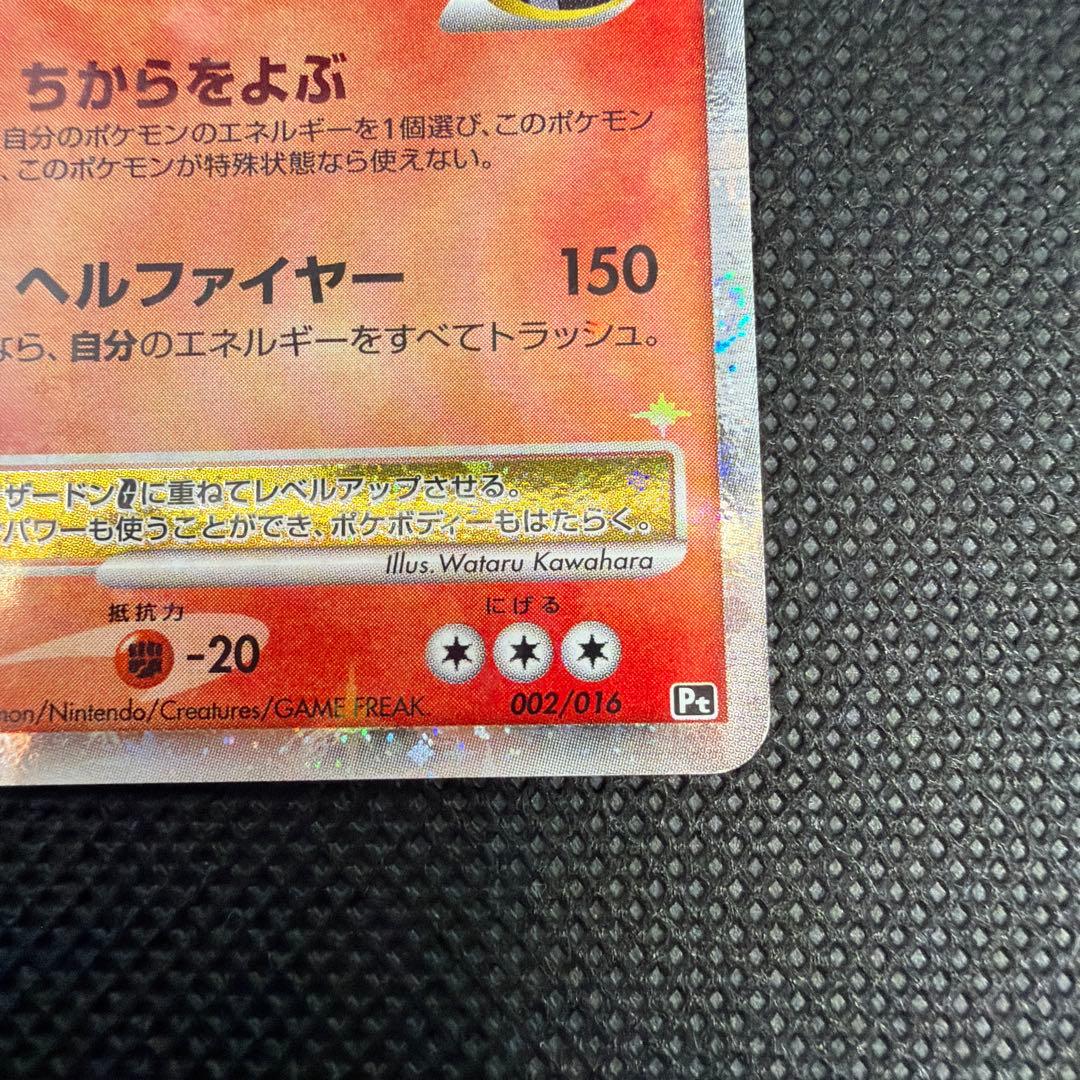 ちからをよぶ
自分のポケモンのエネルギーを1個選び、このポケモン
、このポケモンが特殊状態なら使えない。
ヘルファイヤー 150
なら、自分のエネルギーをすべてトラッシュ。
ザードンGに重ねてレベルアップさせる。
パワーも使うことができ、ポケボディーもはたらく。
Illus. Wataru Kawahara
抵抗力 にげる
-20
mon/Nintendo/Creatures/GAME FREAK. 002/016 Pt